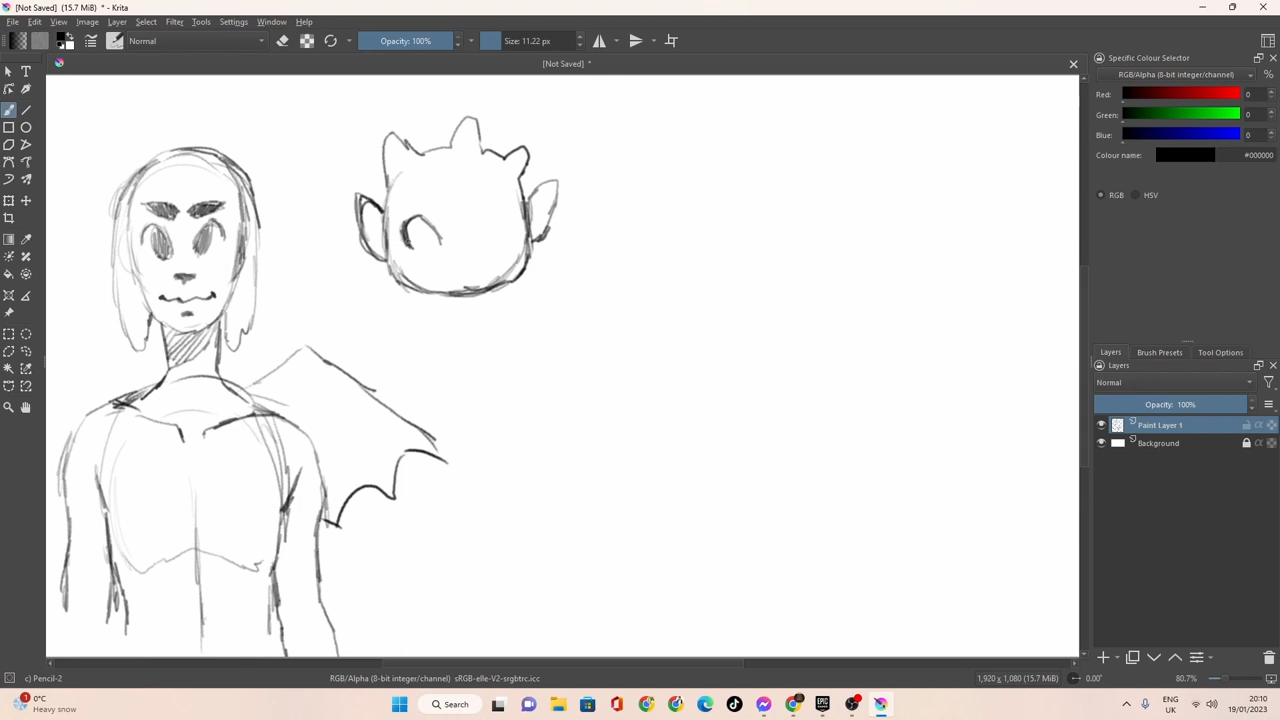 [Not Saved] (15.7 MiB) * - Krita
File Edit View Image Layer Select Filter Tools Settings Window Help
Normal Opacity: 100% Size: 11.22 px
[Not Saved] *
Specific Colour Selector
RGB/Alpha (8-bit integer/channel) %
Red: 0
Green: 0
Blue: 0
Colour name: #000000
RGB HSV
Layers Brush Presets Tool Options
Layers
Normal
Opacity: 100%
Paint Layer 1
Background
c) Pencil-2 RGB/Alpha (8-bit integer/channel) sRGB-elle-V2-srgbtrc.icc 1,920 x 1,080 (15.7 MiB) 0.00° 80.7%
1 0°C
Heavy snow
Search
EPIC
GAMES
ENG
UK
20:10
19/01/2023